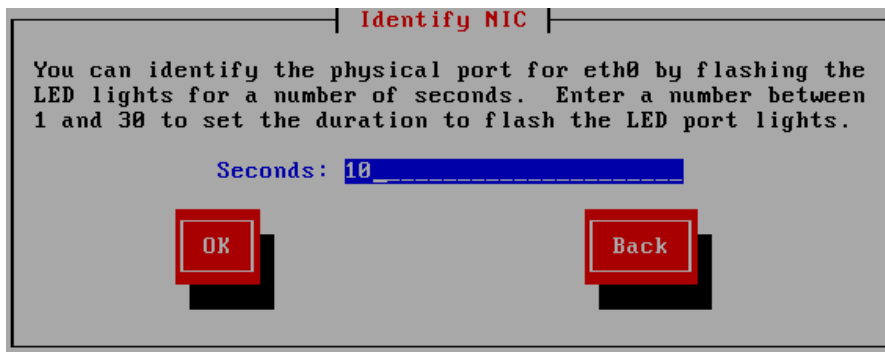 Identify NIC
You can identify the physical port for eth0 by flashing the
LED lights for a number of seconds.  Enter a number between
1 and 30 to set the duration to flash the LED port lights.
Seconds: 10_______________________
OK Back